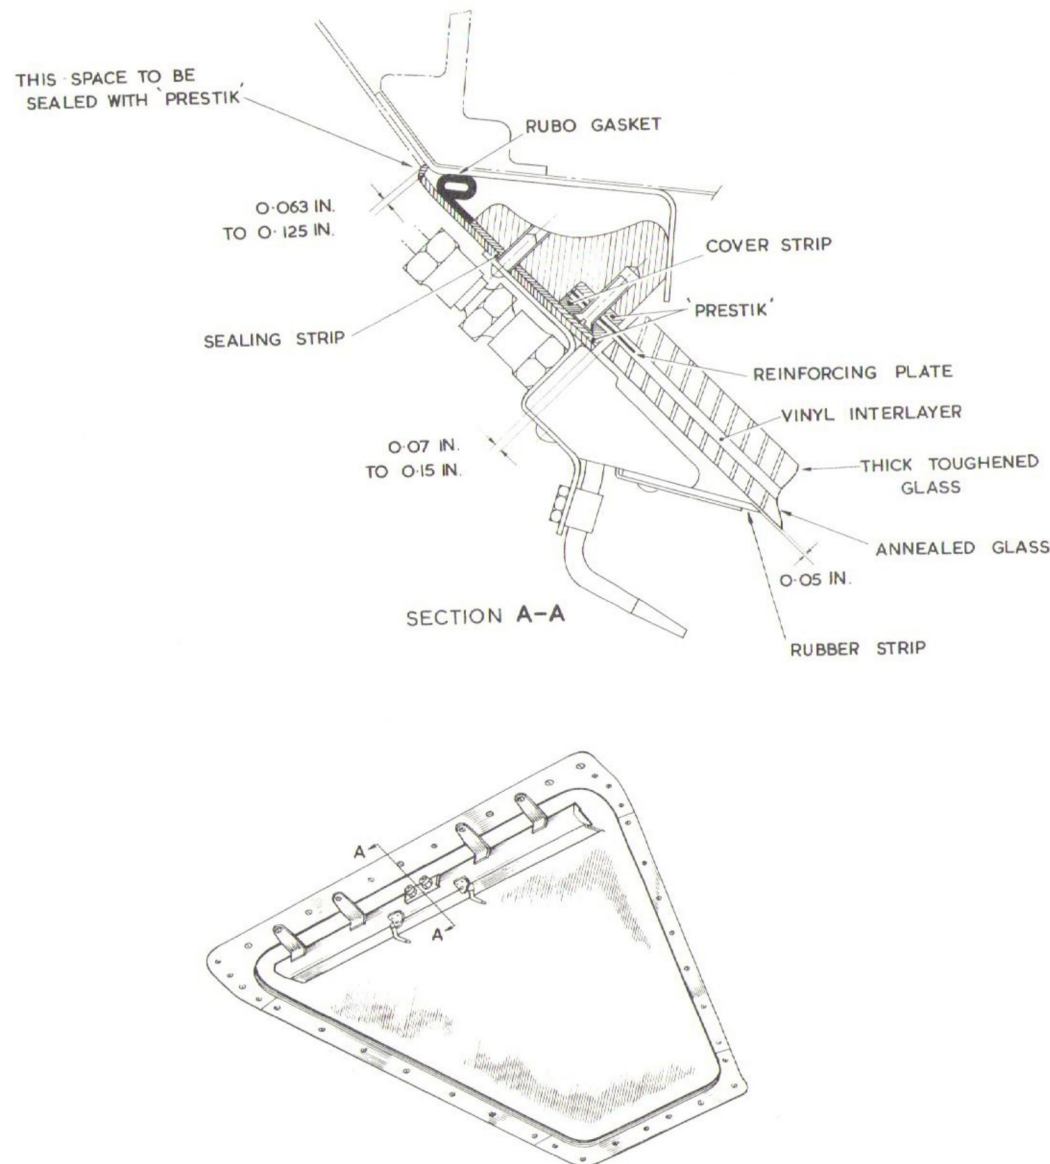 THIS SPACE TO BE
SEALED WITH 'PRESTIK'
RUBO GASKET
0·063 IN.
TO 0·125 IN.
COVER STRIP
'PRESTIK'
SEALING STRIP
REINFORCING PLATE
VINYL INTERLAYER
0·07 IN.
TO 0·15 IN.
THICK TOUGHENED
GLASS
ANNEALED GLASS
0·05 IN.
SECTION A-A
RUBBER STRIP
A
A